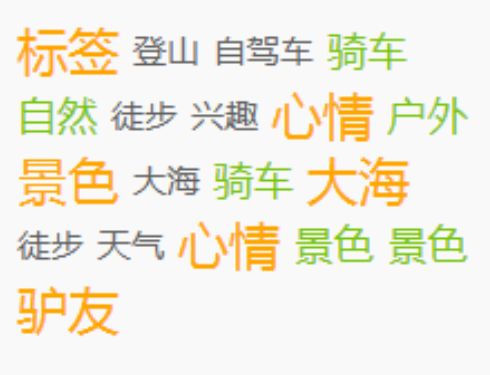 标签 登山 自驾车 骑车
自然 徒步 兴趣 心情 户外
景色 大海 骑车 大海
徒步 天气 心情 景色 景色
驴友